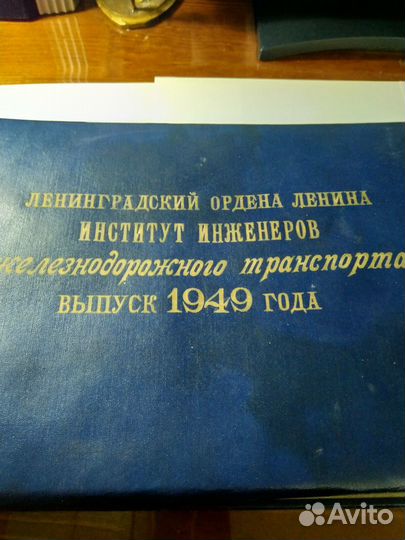 ЛЕНИНГРАДСКИЙ ОРДЕНА ЛЕНИНА
ИНСТИТУТ ИНЖЕНЕРОВ
железнодорожного транспорта
ВЫПУСК 1949 ГОДА
Avito